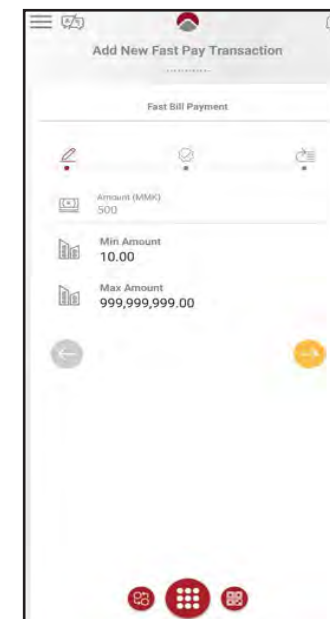 Add New Fast Pay Transaction
Fast Bill Payment
Amount (MMK)
500
Min Amount
10.00
Max Amount
999,999,999.00